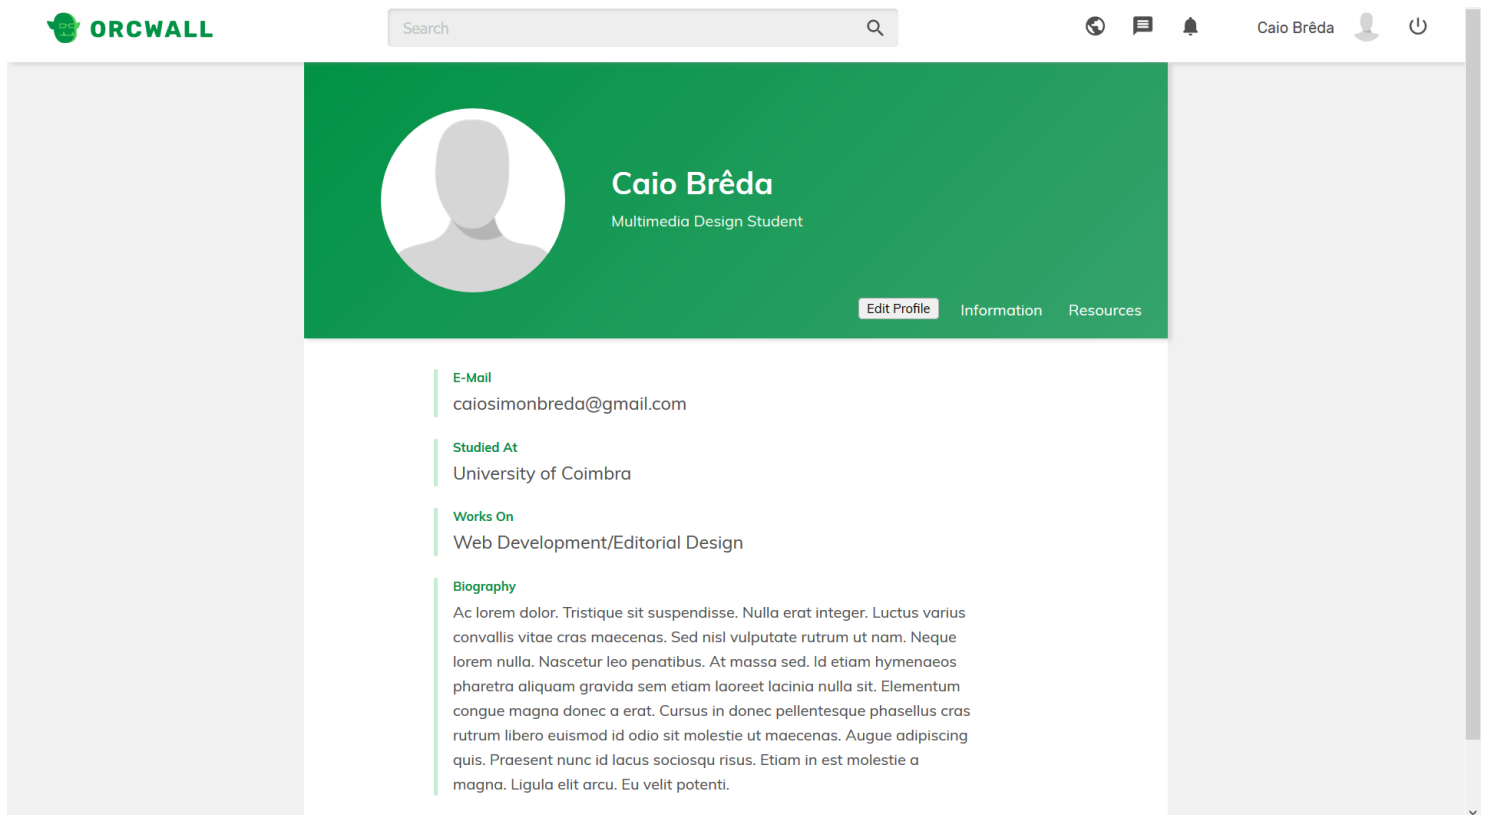 ORCWALL
Search
Caio Brêda
Caio Brêda
Multimedia Design Student
Edit Profile
Information
Resources
E-Mail
caiosimonbreda@gmail.com
Studied At
University of Coimbra
Works On
Web Development/Editorial Design
Biography
Ac lorem dolor. Tristique sit suspendisse. Nulla erat integer. Luctus varius
convallis vitae cras maecenas. Sed nisl vulputate rutrum ut nam. Neque
lorem nulla. Nascetur leo penatibus. At massa sed. Id etiam hymenaeos
pharetra aliquam gravida sem etiam laoreet lacinia nulla sit. Elementum
congue magna donec a erat. Cursus in donec pellentesque phasellus cras
rutrum libero euismod id odio sit molestie ut maecenas. Augue adipiscing
quis. Praesent nunc id lacus sociosqu risus. Etiam in est molestie a
magna. Ligula elit arcu. Eu velit potenti.